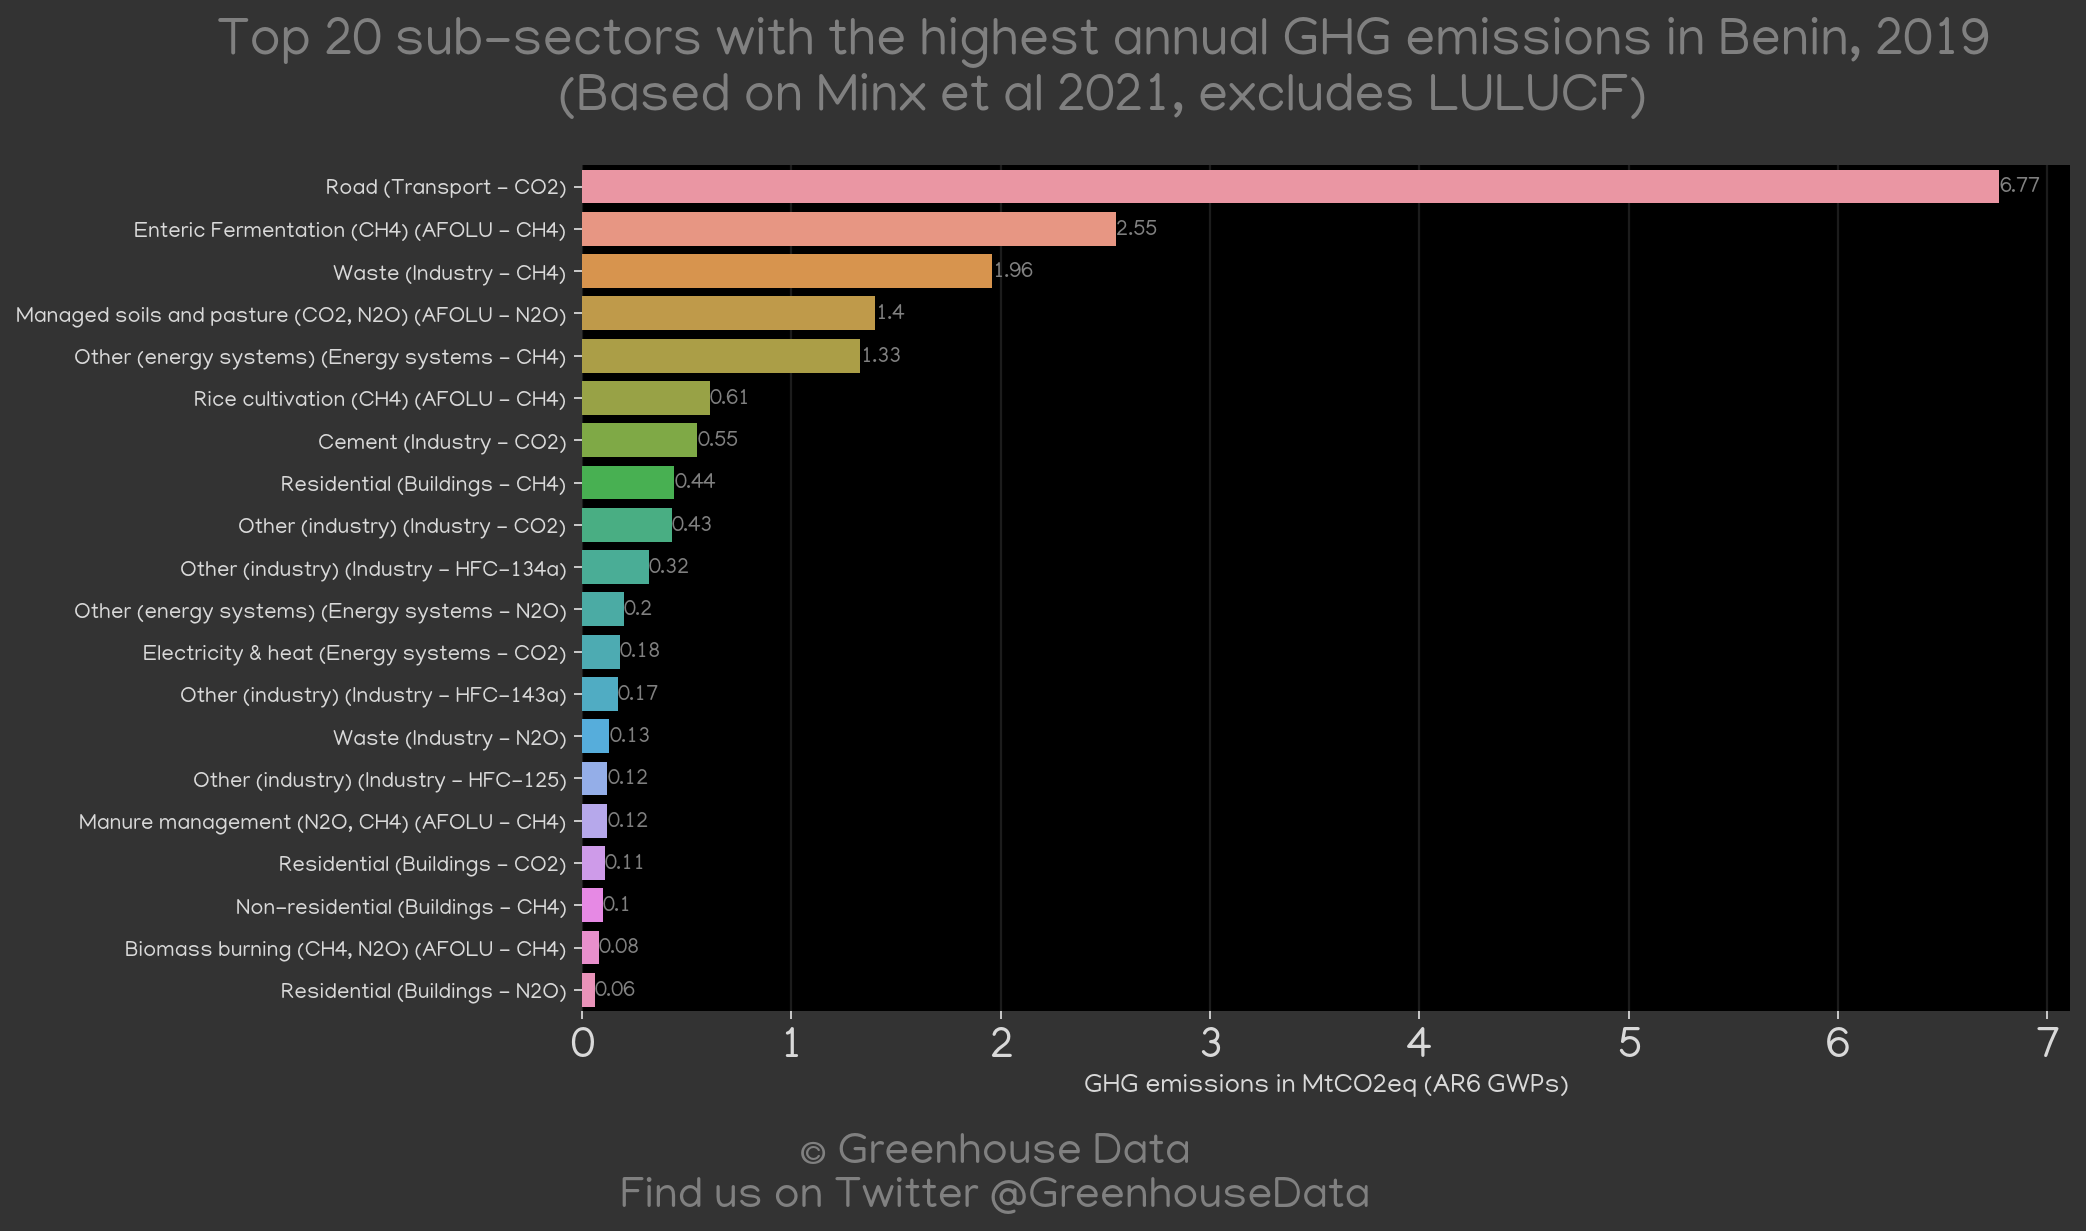 Top 20 sub-sectors with the highest annual GHG emissions in Benin, 2019
(Based on Minx et al 2021, excludes LULUCF)
Road (Transport - CO2) 6.77
Enteric Fermentation (CH4) (AFOLU - CH4) 2.55
Waste (Industry - CH4) 1.96
Managed soils and pasture (CO2, N2O) (AFOLU - N2O) 1.4
Other (energy systems) (Energy systems - CH4) 1.33
Rice cultivation (CH4) (AFOLU - CH4) 0.61
Cement (Industry - CO2) 0.55
Residential (Buildings - CH4) 0.44
Other (industry) (Industry - CO2) 0.43
Other (industry) (Industry - HFC-134a) 0.32
Other (energy systems) (Energy systems - N2O) 0.2
Electricity & heat (Energy systems - CO2) 0.18
Other (industry) (Industry - HFC-143a) 0.17
Waste (Industry - N2O) 0.13
Other (industry) (Industry - HFC-125) 0.12
Manure management (N2O, CH4) (AFOLU - CH4) 0.12
Residential (Buildings - CO2) 0.11
Non-residential (Buildings - CH4) 0.1
Biomass burning (CH4, N2O) (AFOLU - CH4) 0.08
Residential (Buildings - N2O) 0.06
0 1 2 3 4 5 6 7
GHG emissions in MtCO2eq (AR6 GWPs)
© Greenhouse Data
Find us on Twitter @GreenhouseData